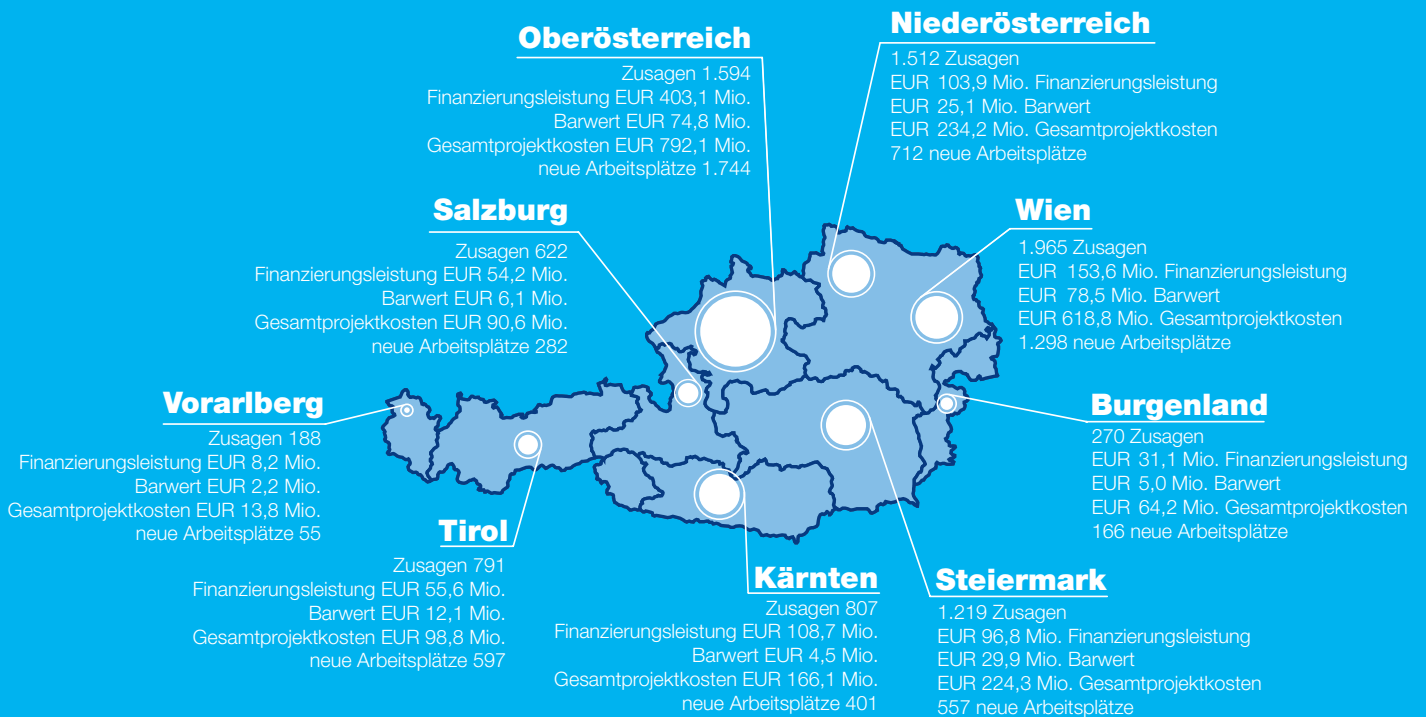 Oberösterreich
Zusagen 1.594
Finanzierungsleistung EUR 403,1 Mio.
Barwert EUR 74,8 Mio.
Gesamtprojektkosten EUR 792,1 Mio.
neue Arbeitsplätze 1.744
Niederösterreich
1.512 Zusagen
EUR 103,9 Mio. Finanzierungsleistung
EUR 25,1 Mio. Barwert
EUR 234,2 Mio. Gesamtprojektkosten
712 neue Arbeitsplätze
Salzburg
Zusagen 622
Finanzierungsleistung EUR 54,2 Mio.
Barwert EUR 6,1 Mio.
Gesamtprojektkosten EUR 90,6 Mio.
neue Arbeitsplätze 282
Wien
1.965 Zusagen
EUR 153,6 Mio. Finanzierungsleistung
EUR 78,5 Mio. Barwert
EUR 618,8 Mio. Gesamtprojektkosten
1.298 neue Arbeitsplätze
Vorarlberg
Zusagen 188
Finanzierungsleistung EUR 8,2 Mio.
Barwert EUR 2,2 Mio.
Gesamtprojektkosten EUR 13,8 Mio.
neue Arbeitsplätze 55
Burgenland
270 Zusagen
EUR 31,1 Mio. Finanzierungsleistung
EUR 5,0 Mio. Barwert
EUR 64,2 Mio. Gesamtprojektkosten
166 neue Arbeitsplätze
Tirol
Zusagen 791
Finanzierungsleistung EUR 55,6 Mio.
Barwert EUR 12,1 Mio.
Gesamtprojektkosten EUR 98,8 Mio.
neue Arbeitsplätze 597
Kärnten
Zusagen 807
Finanzierungsleistung EUR 108,7 Mio.
Barwert EUR 4,5 Mio.
Gesamtprojektkosten EUR 166,1 Mio.
neue Arbeitsplätze 401
Steiermark
1.219 Zusagen
EUR 96,8 Mio. Finanzierungsleistung
EUR 29,9 Mio. Barwert
EUR 224,3 Mio. Gesamtprojektkosten
557 neue Arbeitsplätze